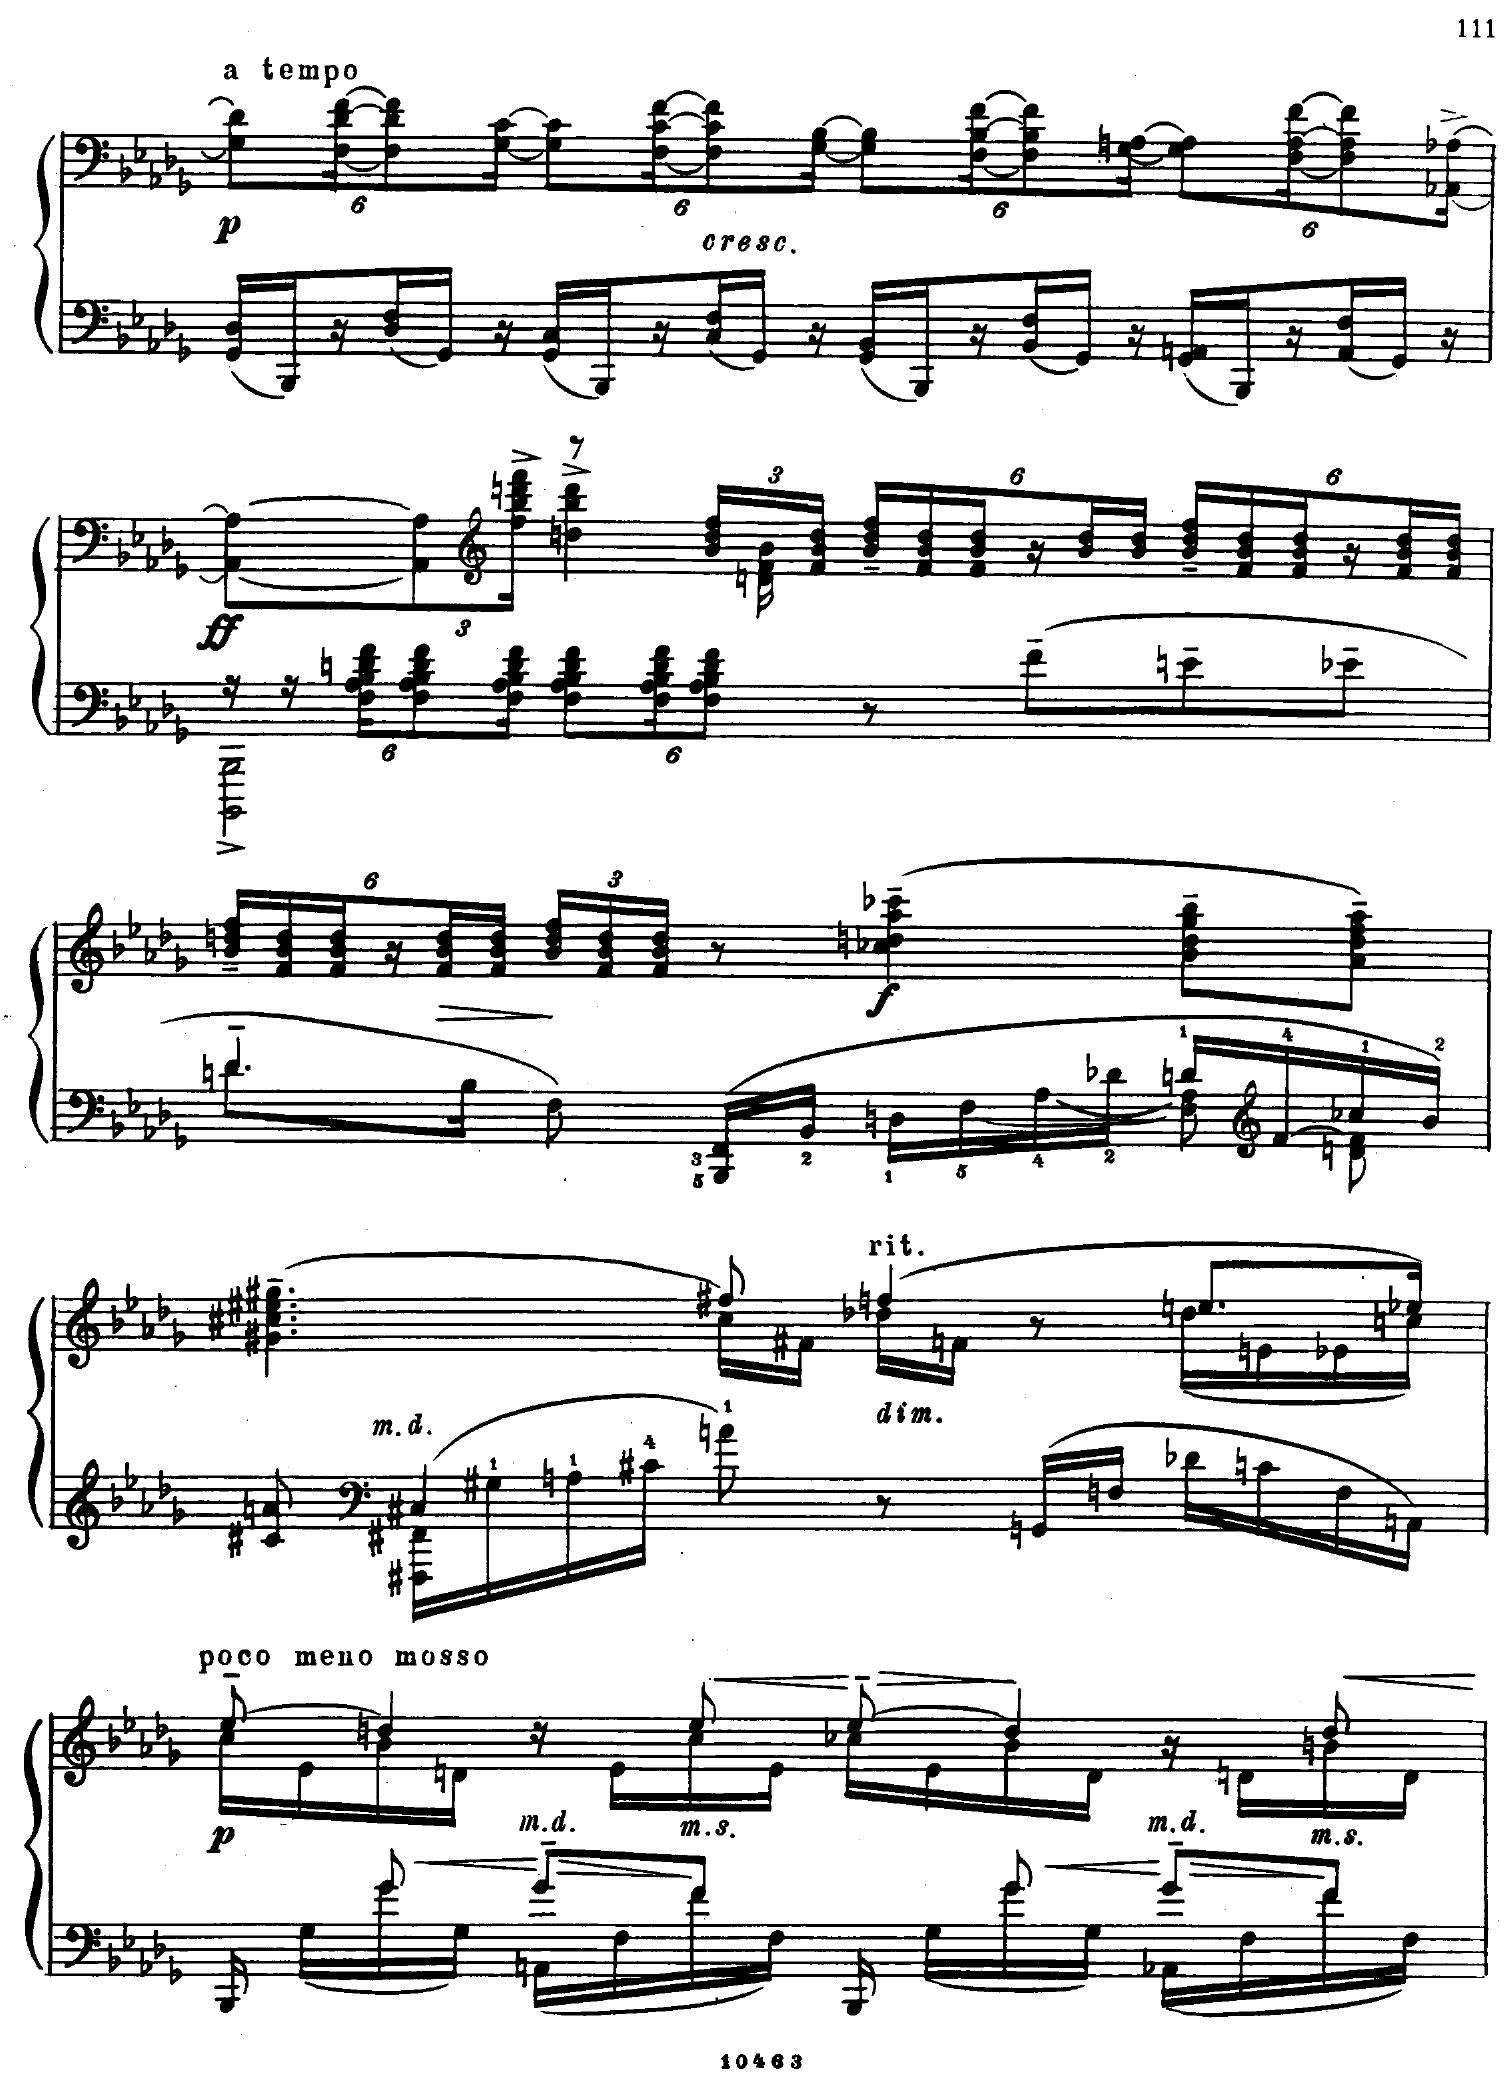 111
a tempo
6 6 6 6
p cresc.
3 6 6
ff 3
6 6
6 3
f
1 4 1 2
3 5 2 1 5 4 2
rit.
m.d. 1 1 4 1 dim.
poco meno mosso
p m.d. m.s. m.d. m.s.
10463